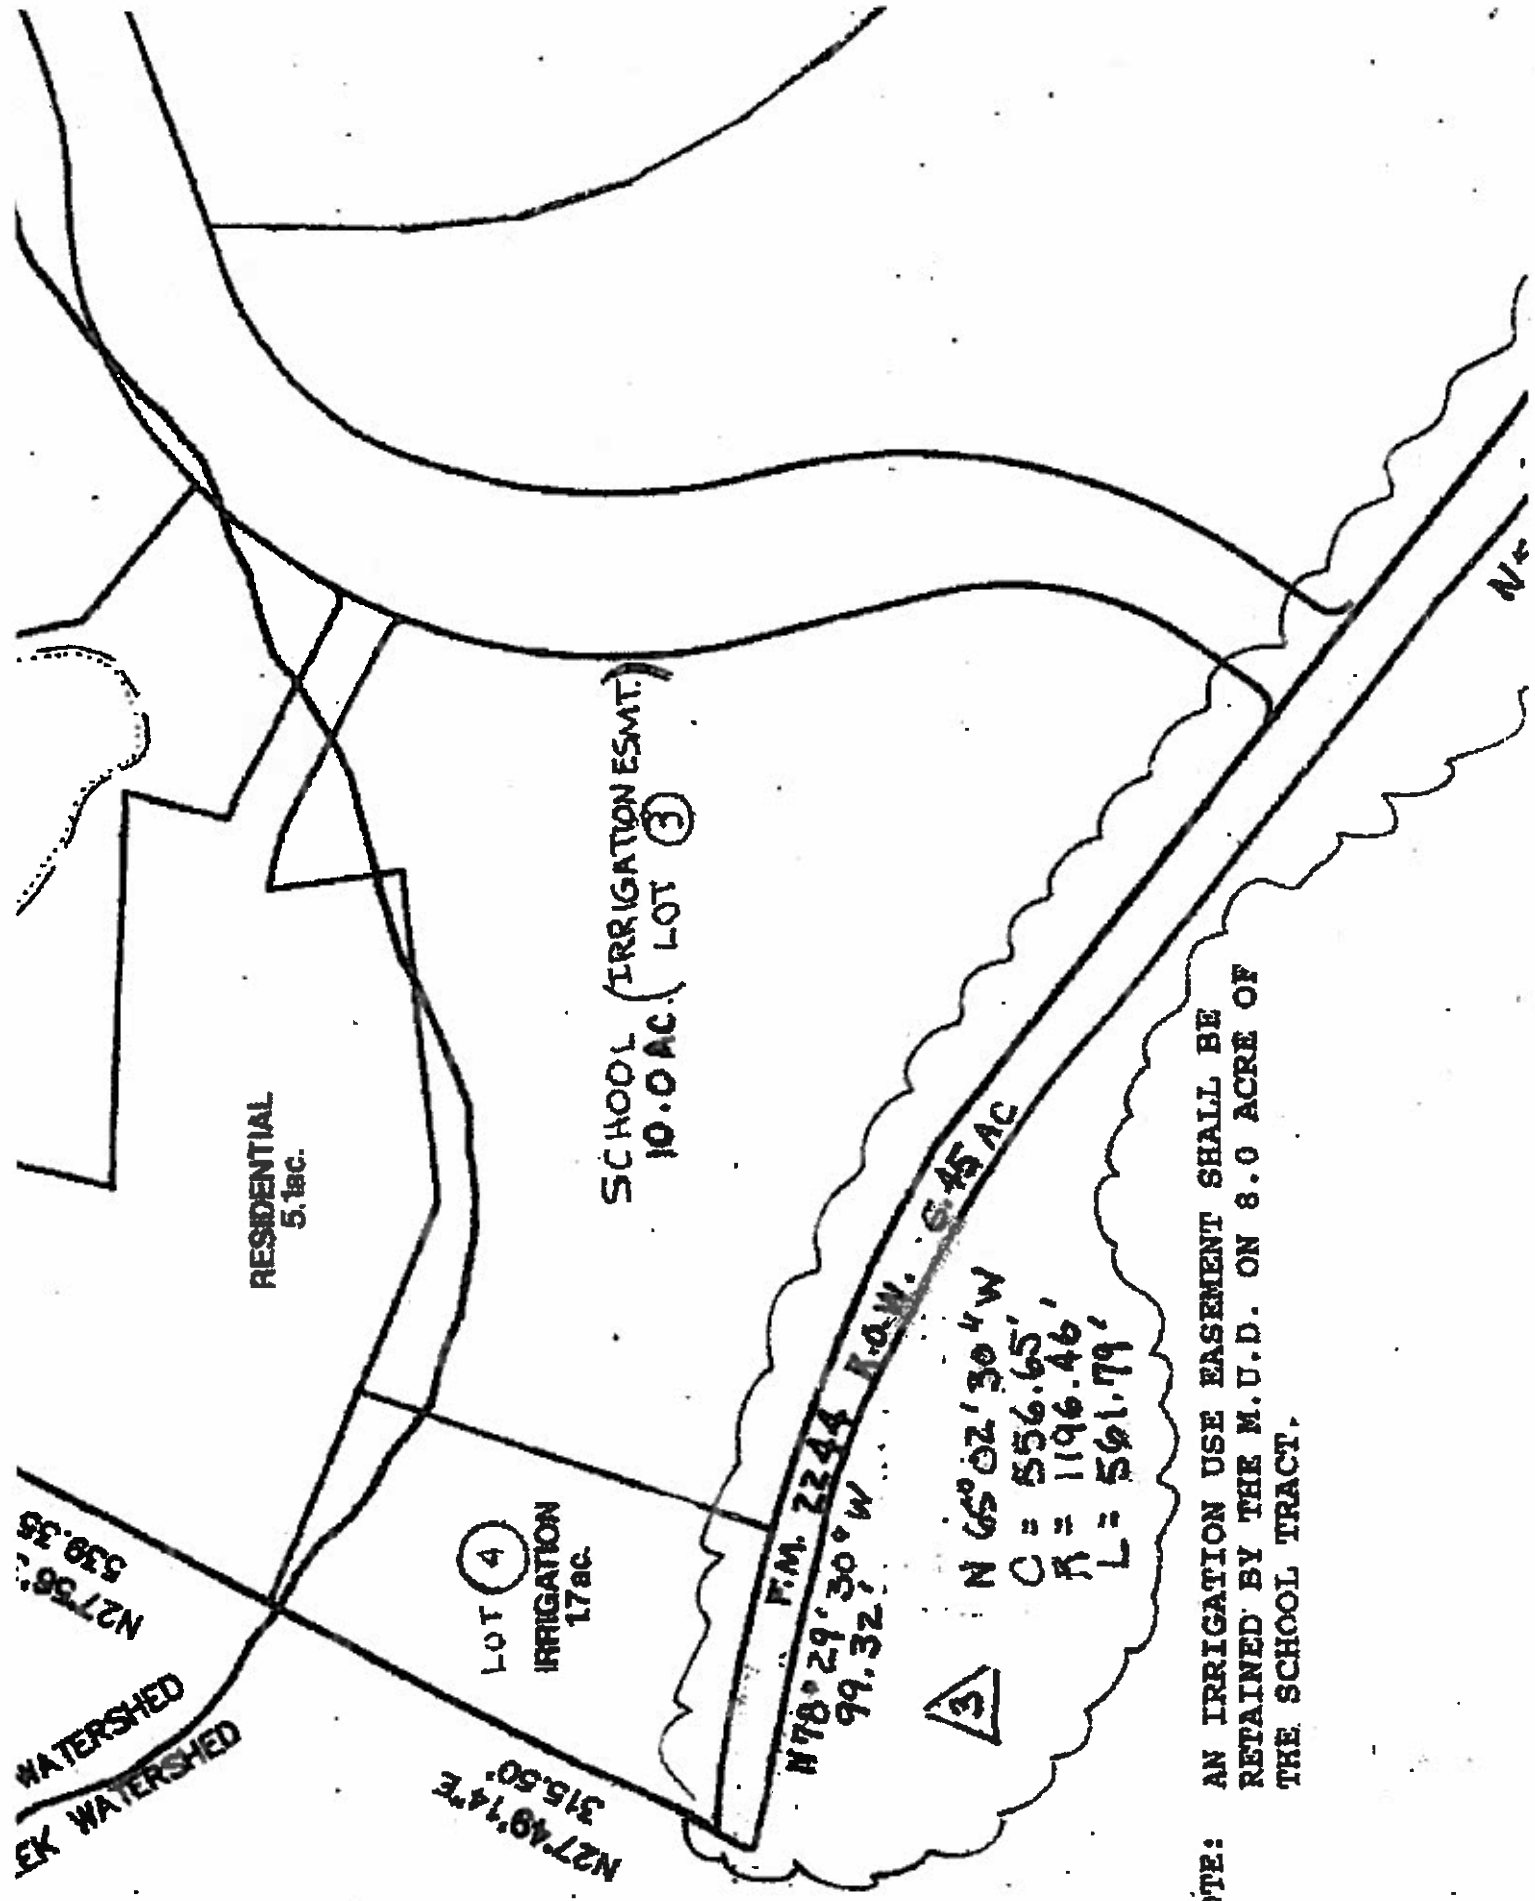 WATERSHED
EK WATERSHED
N27°56'
539.35
N27°49'14"E
315.50'
RESIDENTIAL
5.1ac.
LOT 4
IRRIGATION
1.7ac.
SCHOOL (IRRIGATION ESMT.)
10.0 AC. ( LOT 3
F.M. 2244 R.O.W. 5.45 AC
N78°29'30"W
99.32'
N 65° 02' 30" W
C = 556.65'
R = 1196.46'
L = 561.79'
3
OTE: AN IRRIGATION USE EASEMENT SHALL BE
RETAINED BY THE M.U.D. ON 8.0 ACRE OF
THE SCHOOL TRACT.